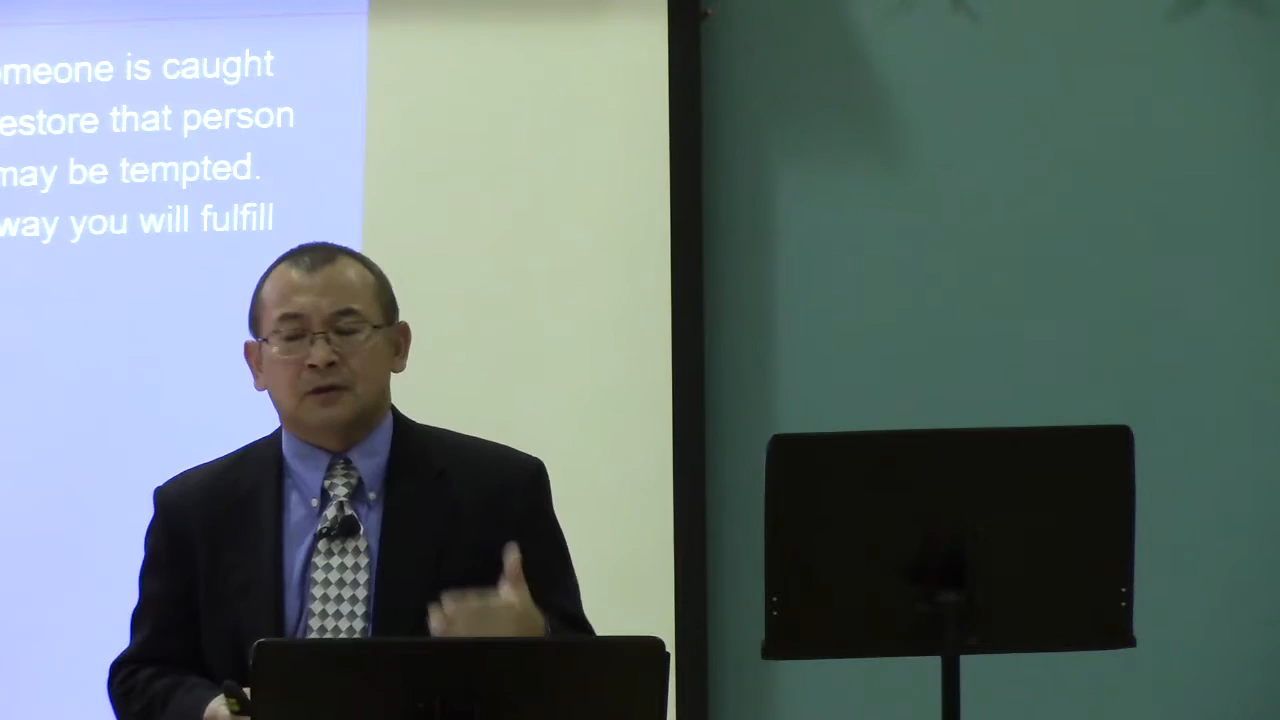 omeone is caught
estore that person
may be tempted.
way you will fulfill